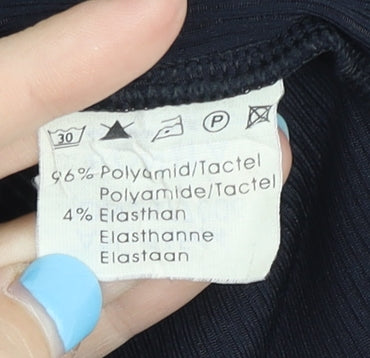 30 P
96% Polyamid/Tactel
Polyamide/Tactel
4% Elasthan
Elasthanne
Elastaan